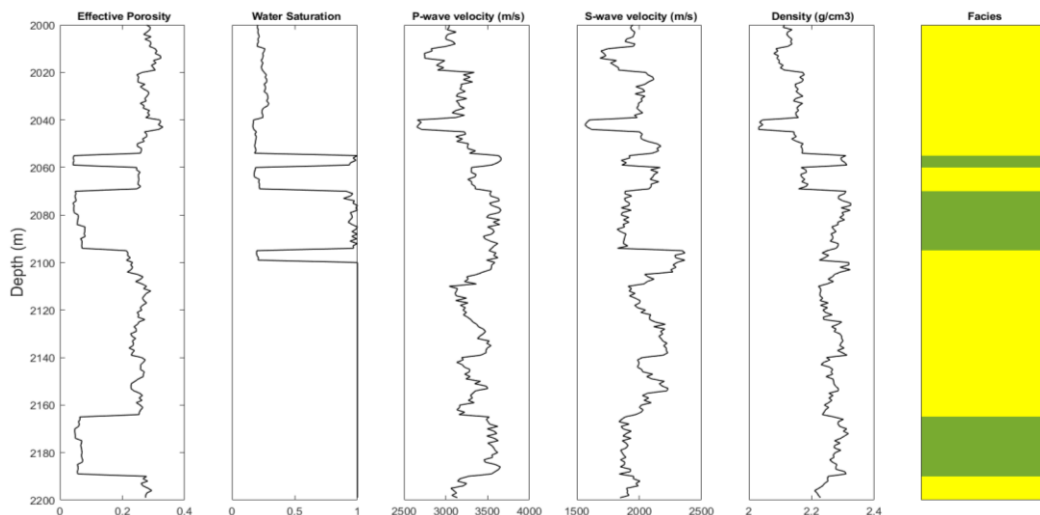 Effective Porosity
Water Saturation
P-wave velocity (m/s)
S-wave velocity (m/s)
Density (g/cm3)
Facies
Depth (m)
2000
2020
2040
2060
2080
2100
2120
2140
2160
2180
2200
0 0.2 0.4
0 0.5 1
2500 3000 3500 4000
1500 2000 2500
2 2.2 2.4